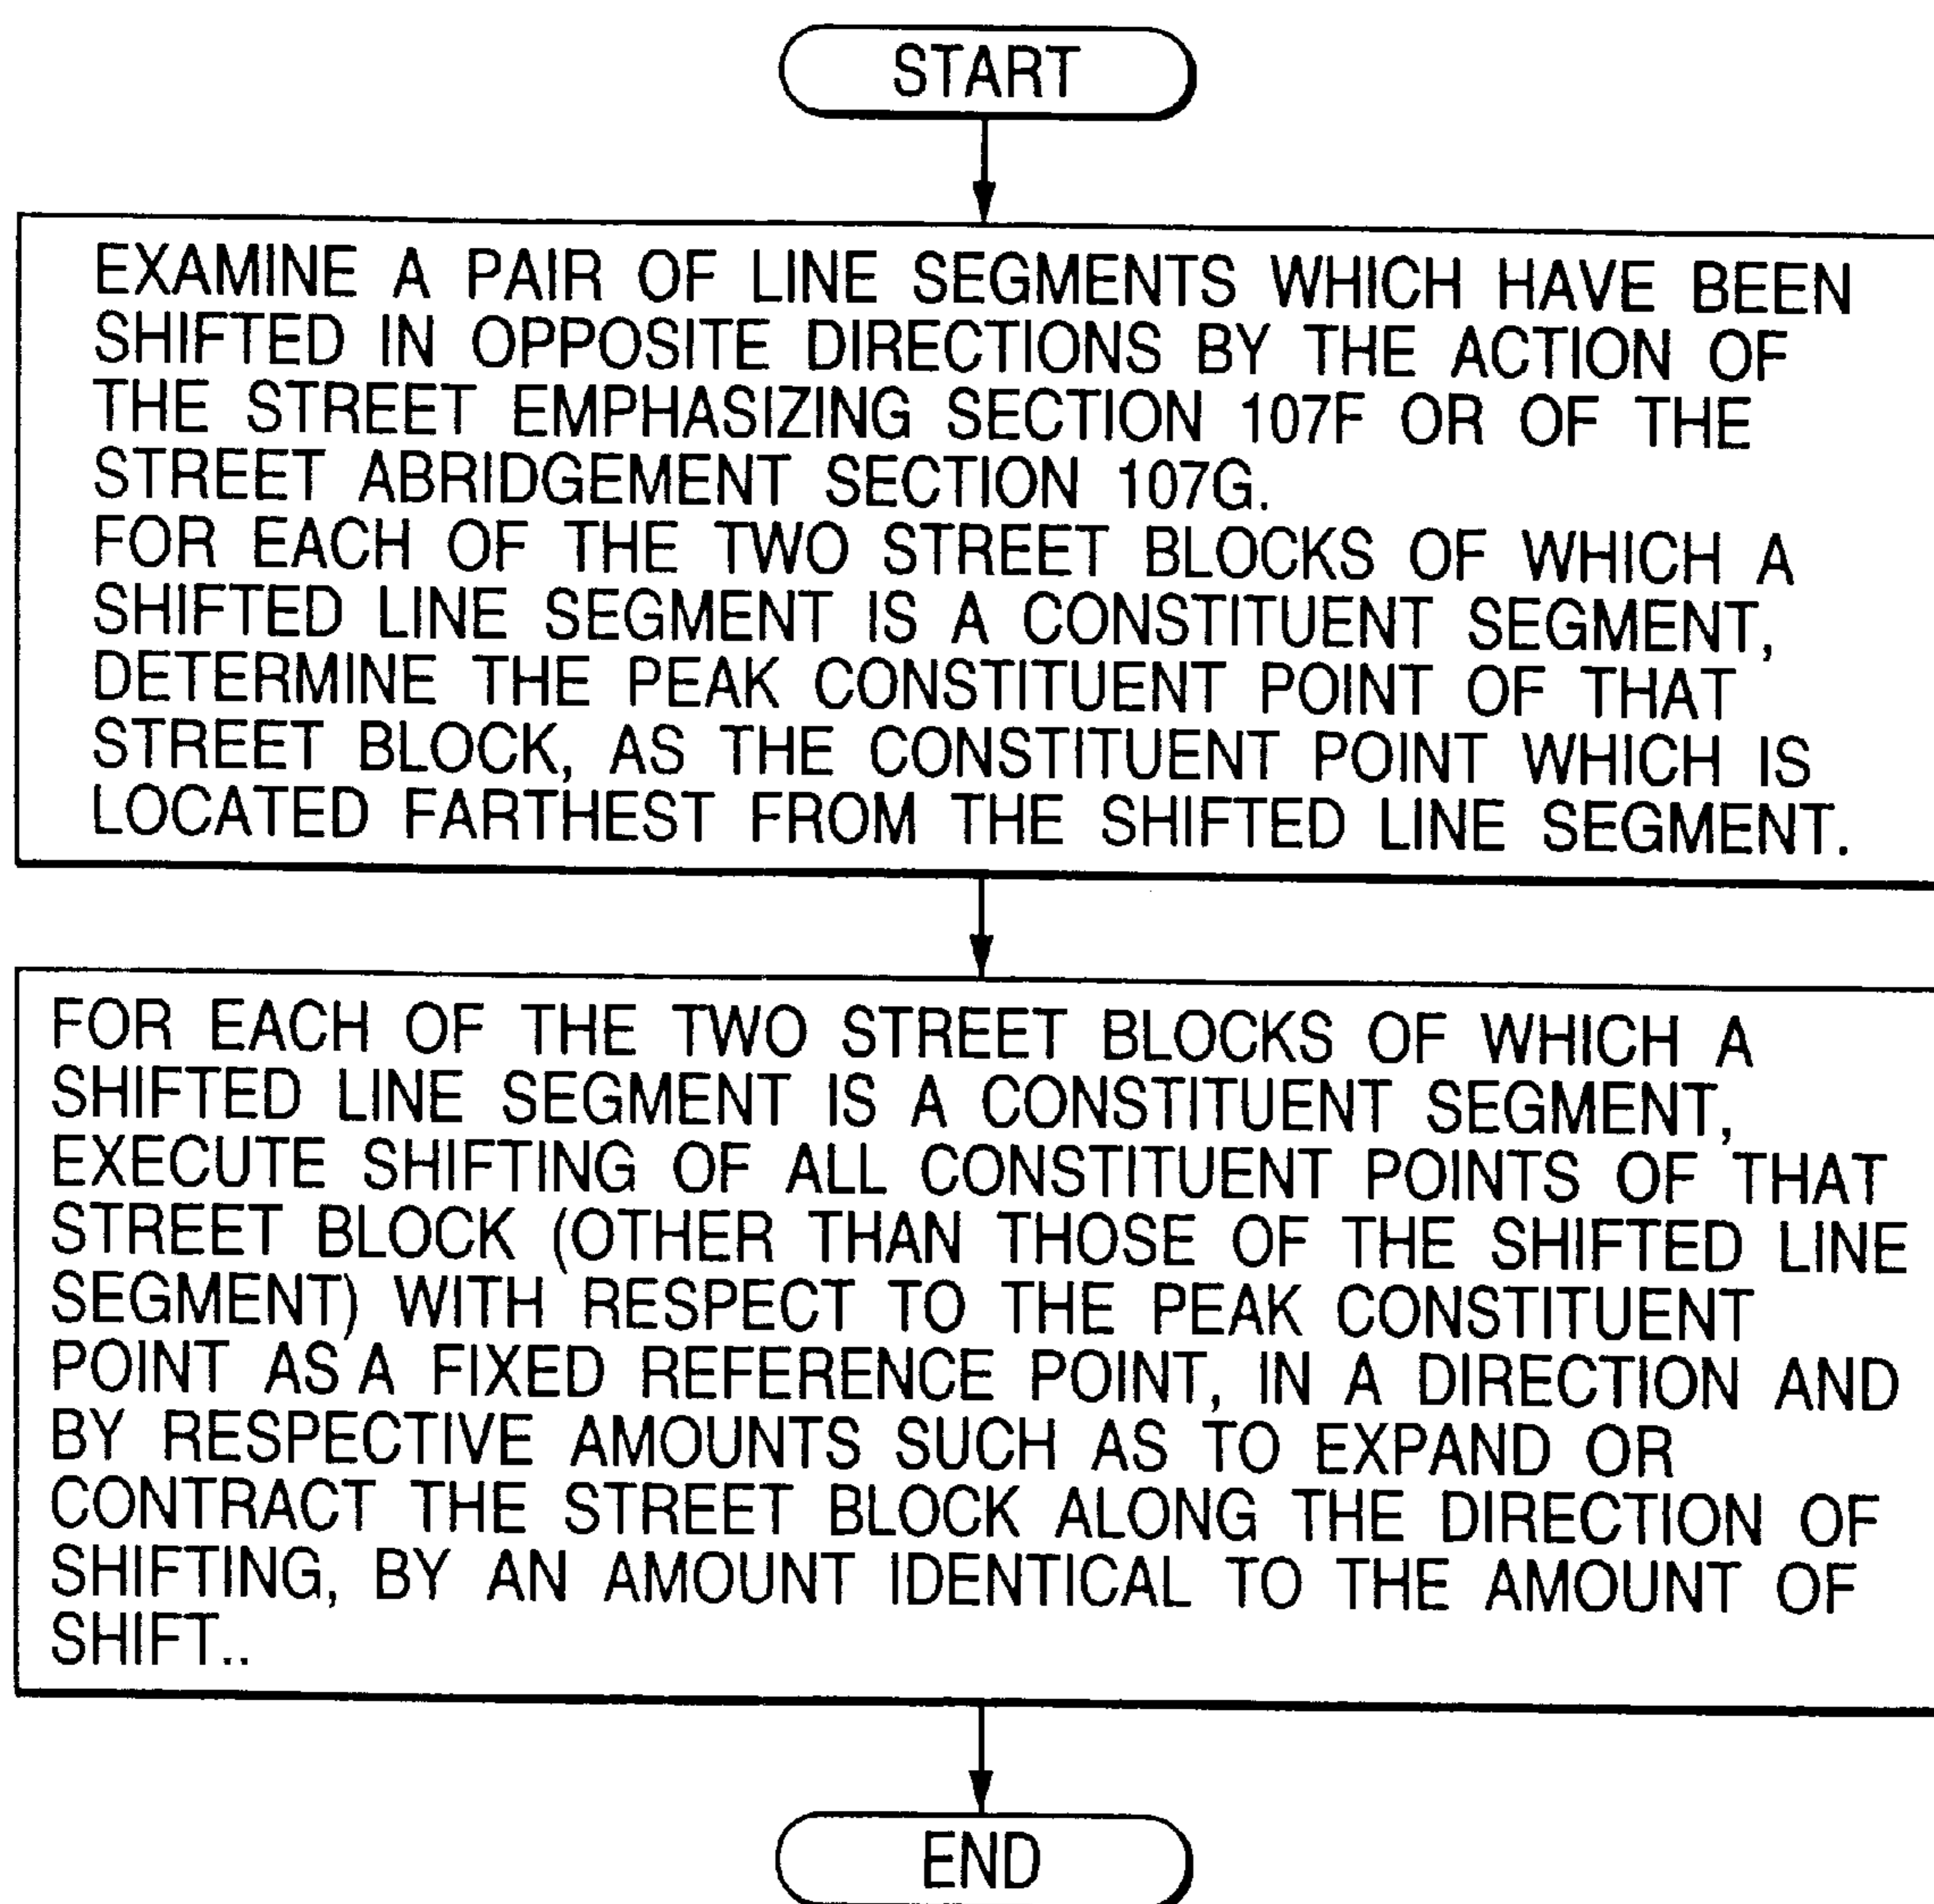 START
EXAMINE A PAIR OF LINE SEGMENTS WHICH HAVE BEEN
SHIFTED IN OPPOSITE DIRECTIONS BY THE ACTION OF
THE STREET EMPHASIZING SECTION 107F OR OF THE
STREET ABRIDGEMENT SECTION 107G.
FOR EACH OF THE TWO STREET BLOCKS OF WHICH A
SHIFTED LINE SEGMENT IS A CONSTITUENT SEGMENT,
DETERMINE THE PEAK CONSTITUENT POINT OF THAT
STREET BLOCK, AS THE CONSTITUENT POINT WHICH IS
LOCATED FARTHEST FROM THE SHIFTED LINE SEGMENT.
FOR EACH OF THE TWO STREET BLOCKS OF WHICH A
SHIFTED LINE SEGMENT IS A CONSTITUENT SEGMENT,
EXECUTE SHIFTING OF ALL CONSTITUENT POINTS OF THAT
STREET BLOCK (OTHER THAN THOSE OF THE SHIFTED LINE
SEGMENT) WITH RESPECT TO THE PEAK CONSTITUENT
POINT AS A FIXED REFERENCE POINT, IN A DIRECTION AND
BY RESPECTIVE AMOUNTS SUCH AS TO EXPAND OR
CONTRACT THE STREET BLOCK ALONG THE DIRECTION OF
SHIFTING, BY AN AMOUNT IDENTICAL TO THE AMOUNT OF
SHIFT..
END